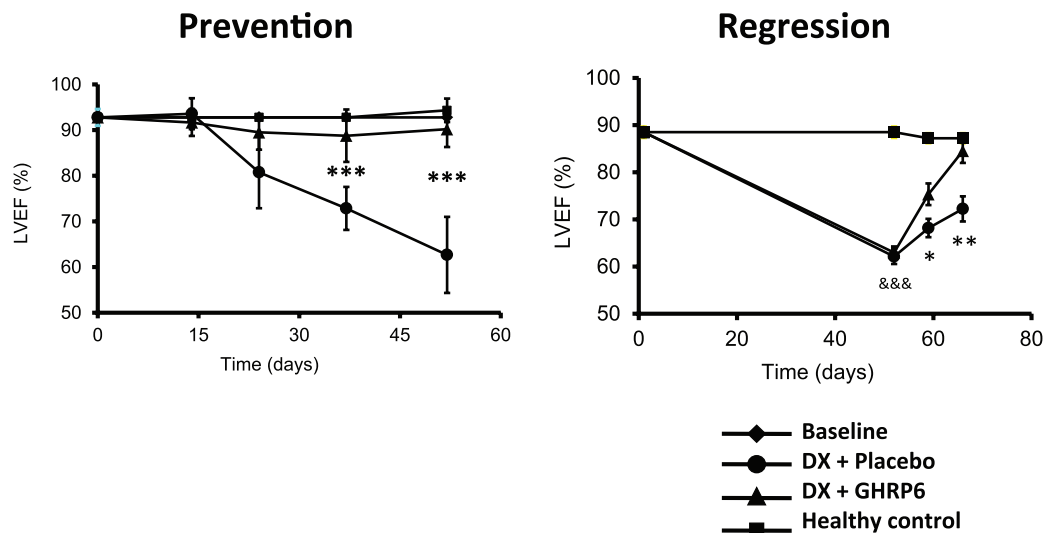 Prevention
Regression
100
90
80
70
60
50
LVEF (%)
***
***
0
15
30
45
60
Time (days)
100
90
80
70
60
50
LVEF (%)
*
**
&&&
0
20
40
60
80
Time (days)
Baseline
DX + Placebo
DX + GHRP6
Healthy control